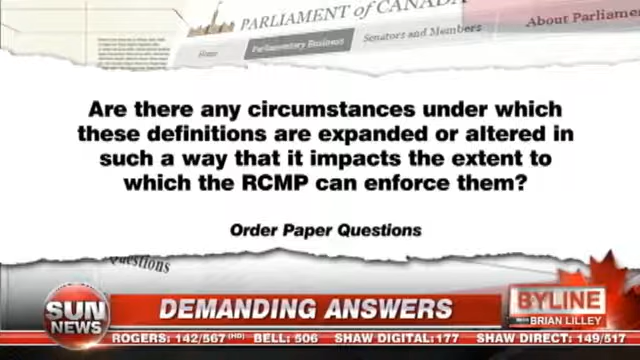 PARLIAMENT of CANADA
Home
Parliamentary Business
Senators and Members
About Parliament
Are there any circumstances under which
these definitions are expanded or altered in
such a way that it impacts the extent to
which the RCMP can enforce them?
Order Paper Questions
Questions
SUN
NEWS
DEMANDING ANSWERS
BYLINE
WITH BRIAN LILLEY
ROGERS: 142/567 (HD) BELL: 506 SHAW DIGITAL: 177 SHAW DIRECT: 149/517